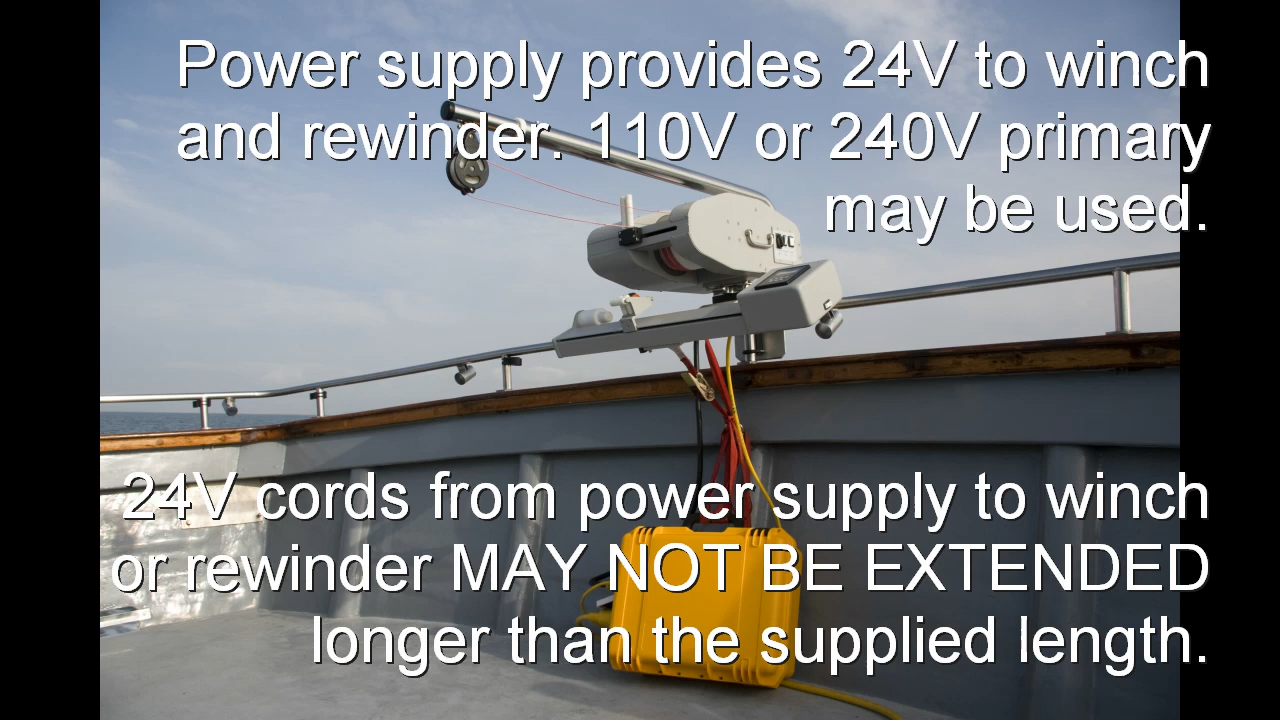 Power supply provides 24V to winch
and rewinder. 110V or 240V primary
may be used.
24V cords from power supply to winch
or rewinder MAY NOT BE EXTENDED
longer than the supplied length.